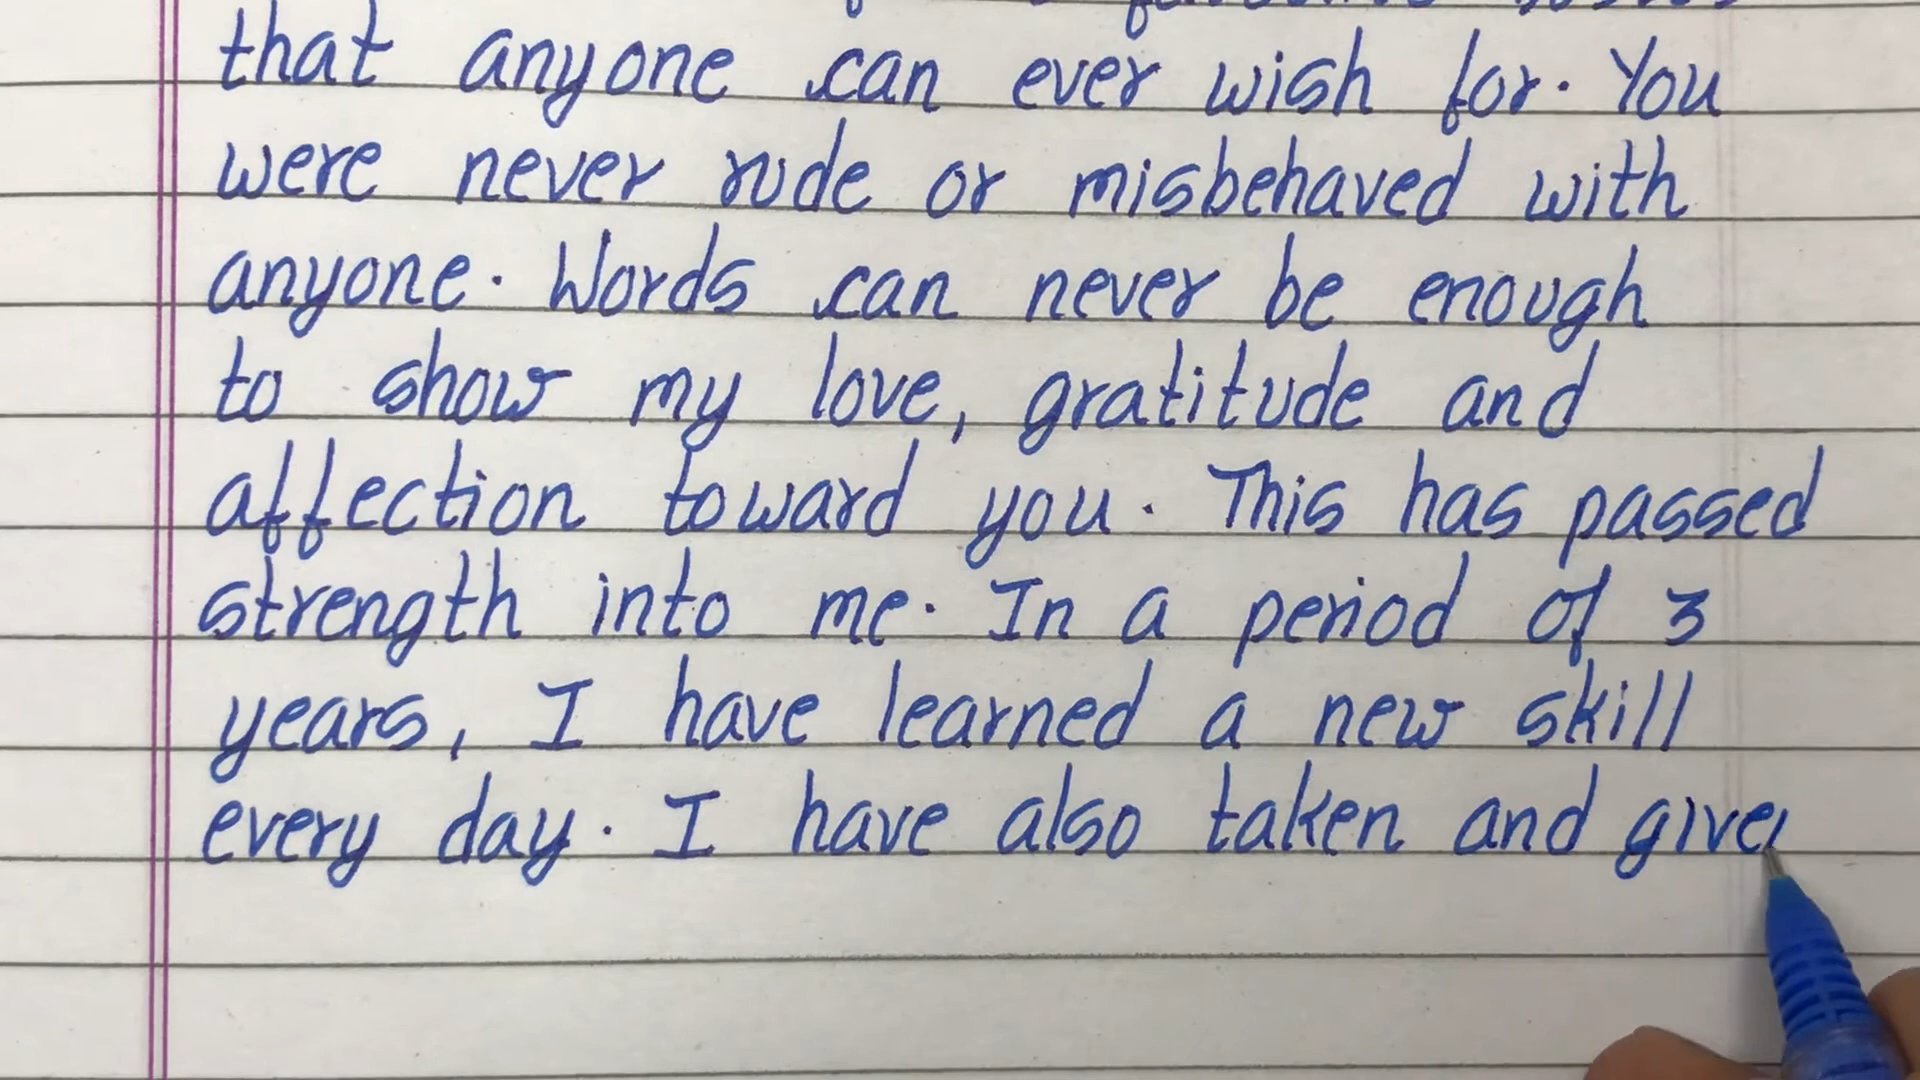 that anyone can ever wish for. You
were never rude or misbehaved with
anyone. Words can never be enough
to show my love, gratitude and
affection toward you. This has passed
strength into me. In a period of 3
years, I have learned a new skill
every day. I have also taken and give